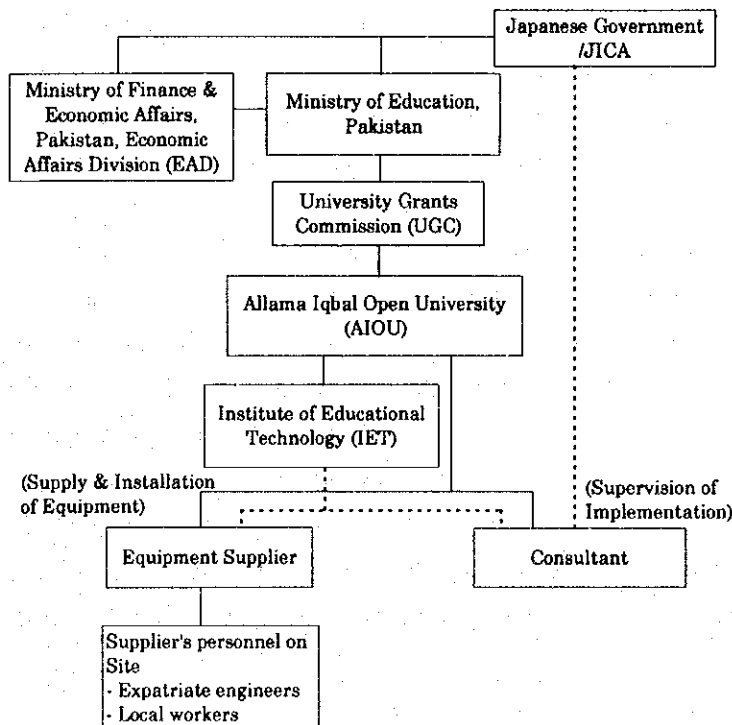 Japanese Government
/JICA
Ministry of Finance &
Economic Affairs,
Pakistan, Economic
Affairs Division (EAD)
Ministry of Education,
Pakistan
University Grants
Commission (UGC)
Allama Iqbal Open University
(AIOU)
Institute of Educational
Technology (IET)
(Supply & Installation
of Equipment)
(Supervision of
Implementation)
Equipment Supplier
Consultant
Supplier's personnel on
Site
- Expatriate engineers
- Local workers